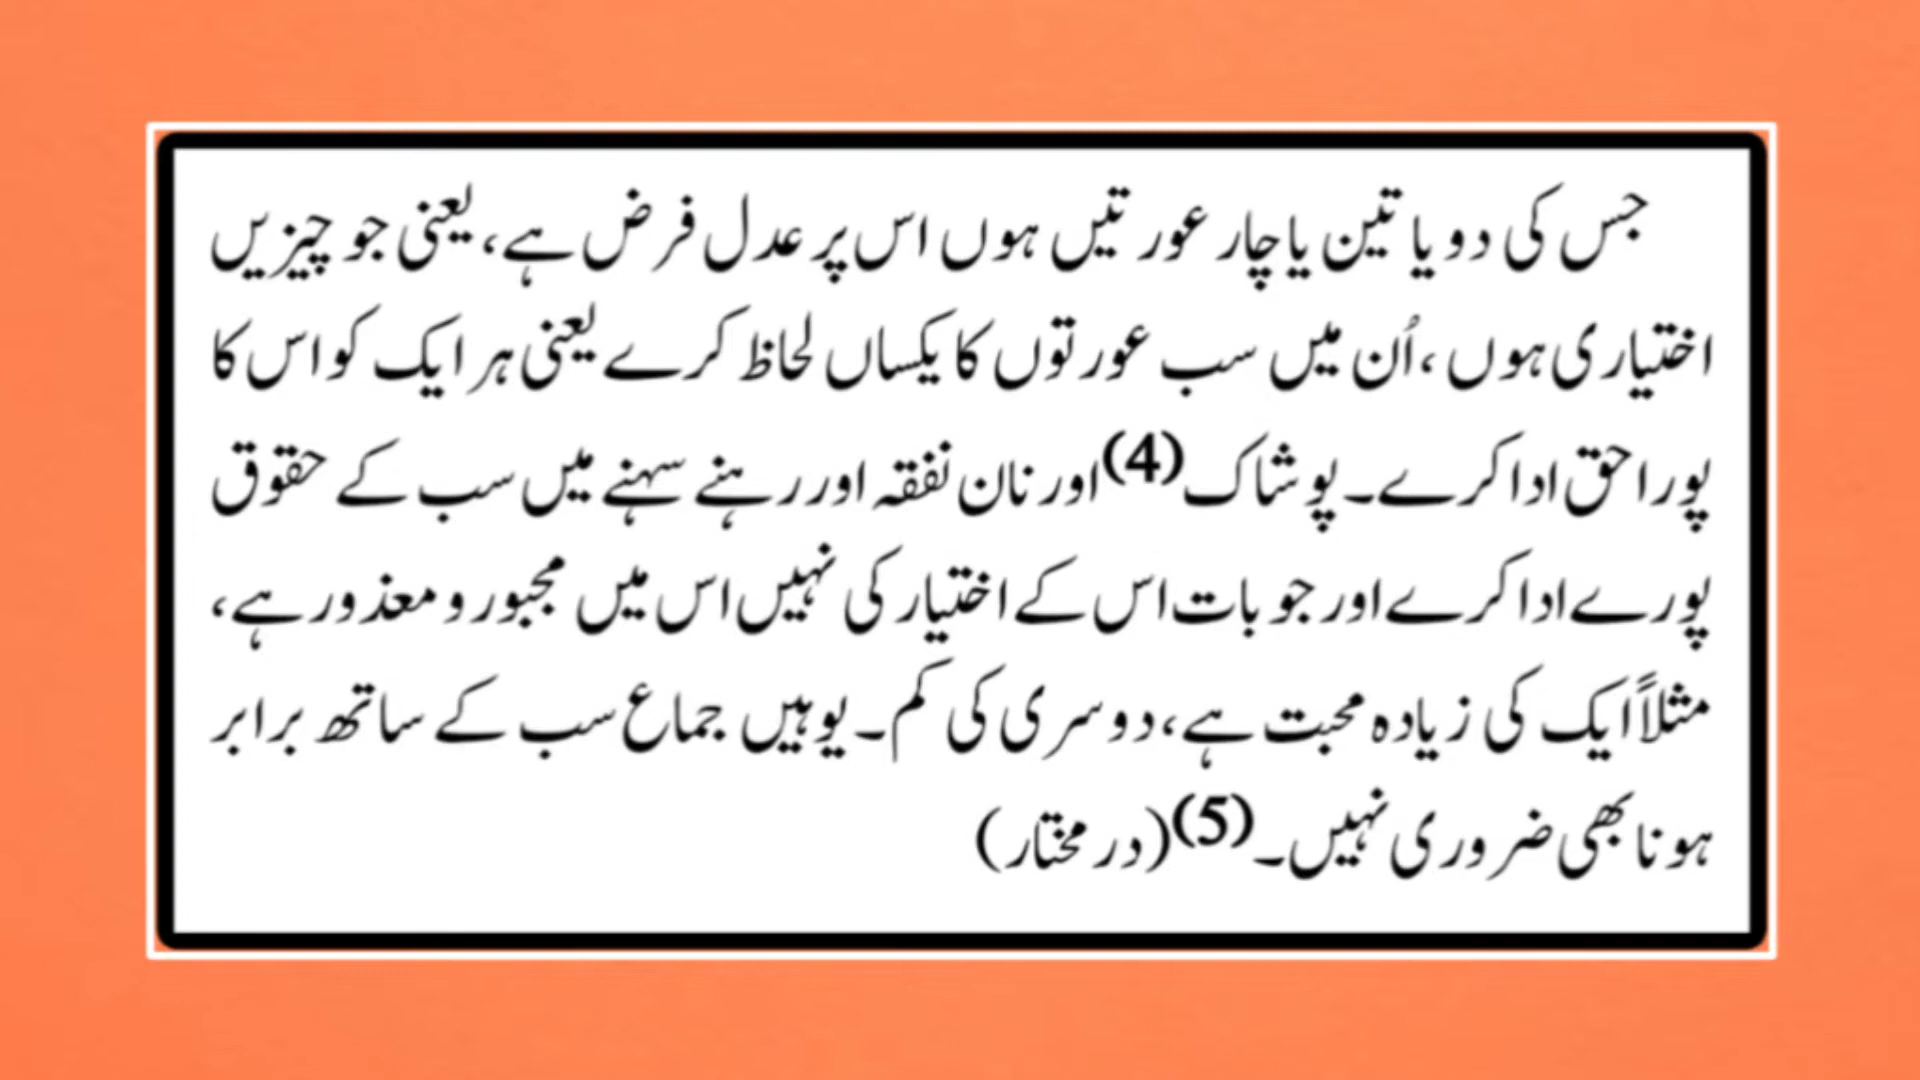 جس کی دو یا تین یا چار عورتیں ہوں اس پر عدل فرض ہے، یعنی جو چیزیں
اختیاری ہوں، اُن میں سب عورتوں کا یکساں لحاظ کرے یعنی ہر ایک کو اس کا
پورا حق ادا کرے۔ پوشاک(4)اور نان نفقہ اور رہنے سہنے میں سب کے حقوق
پورے ادا کرے اور جو بات اس کے اختیار کی نہیں اس میں مجبور و معذور ہے،
مثلاً ایک کی زیادہ محبت ہے، دوسری کی کم۔ یوہیں جماع سب کے ساتھ برابر
ہونا بھی ضروری نہیں۔(5)(درمختار)